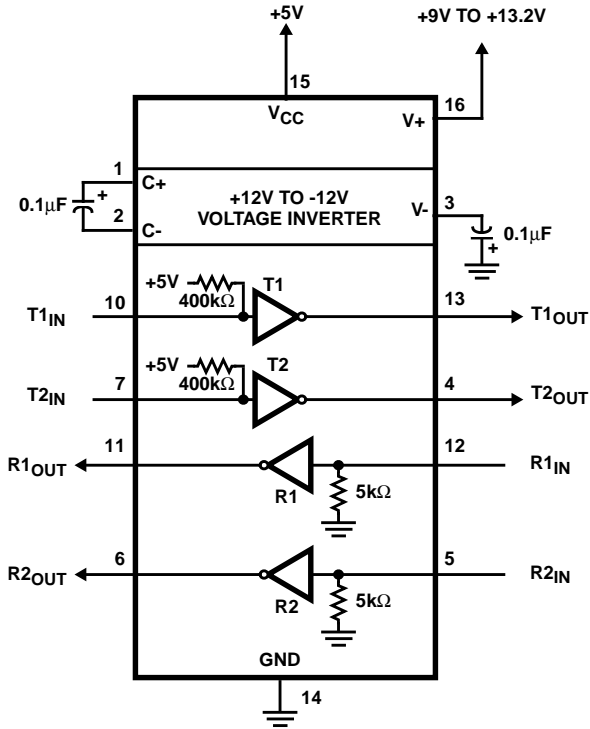 +5V
+9V TO +13.2V
15
16
VCC
V+
1
C+
+
0.1μF
2
C-
+12V TO -12V
VOLTAGE INVERTER
V-
3
0.1μF
+
+5V
400kΩ
T1
T1IN
10
13
T1OUT
+5V
400kΩ
T2
T2IN
7
4
T2OUT
R1OUT
11
R1
5kΩ
12
R1IN
R2OUT
6
R2
5kΩ
5
R2IN
GND
14